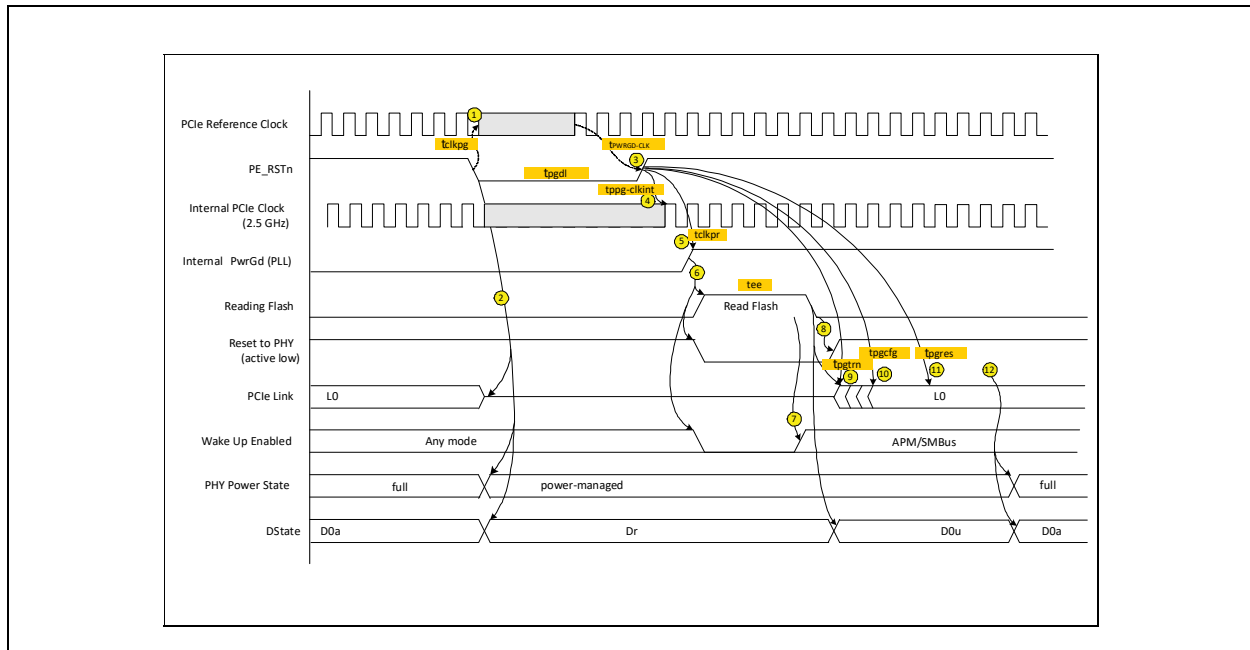 PCIe Reference Clock
1
tclkpg
tPWRGD-CLK
3
PE_RSTn
tpgdl
tppg-clkint
4
Internal PCIe Clock
(2.5 GHz)
tclkpr
5
Internal PwrGd (PLL)
6
tee
2
Reading Flash
Read Flash
8
Reset to PHY
(active low)
tpgcfg
tpgres
tpgtrn
9
10
11
12
PCIe Link
L0
L0
7
Wake Up Enabled
Any mode
APM/SMBus
PHY Power State
full
power-managed
full
DState
D0a
Dr
D0u
D0a